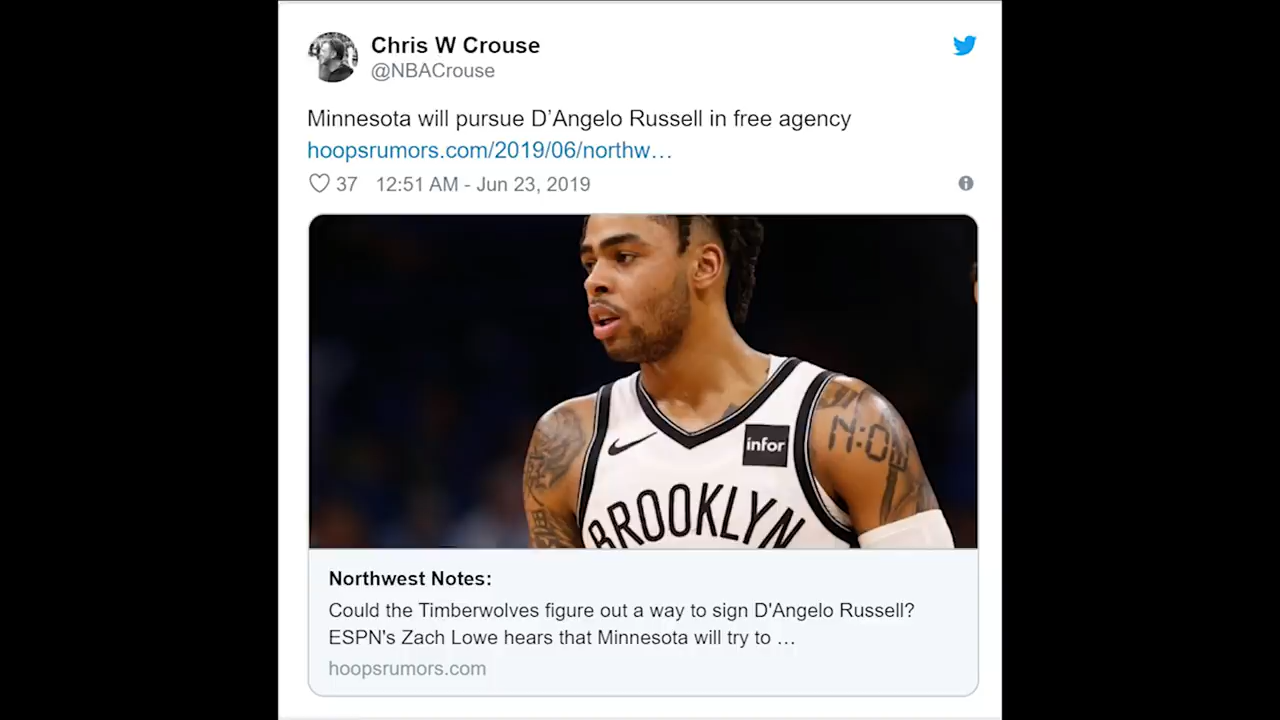 Chris W Crouse
@NBACrouse
Minnesota will pursue D’Angelo Russell in free agency
hoopsrumors.com/2019/06/northw…
37 12:51 AM - Jun 23, 2019
infor
N:OW
BROOKLYN
Northwest Notes:
Could the Timberwolves figure out a way to sign D'Angelo Russell?
ESPN's Zach Lowe hears that Minnesota will try to …
hoopsrumors.com